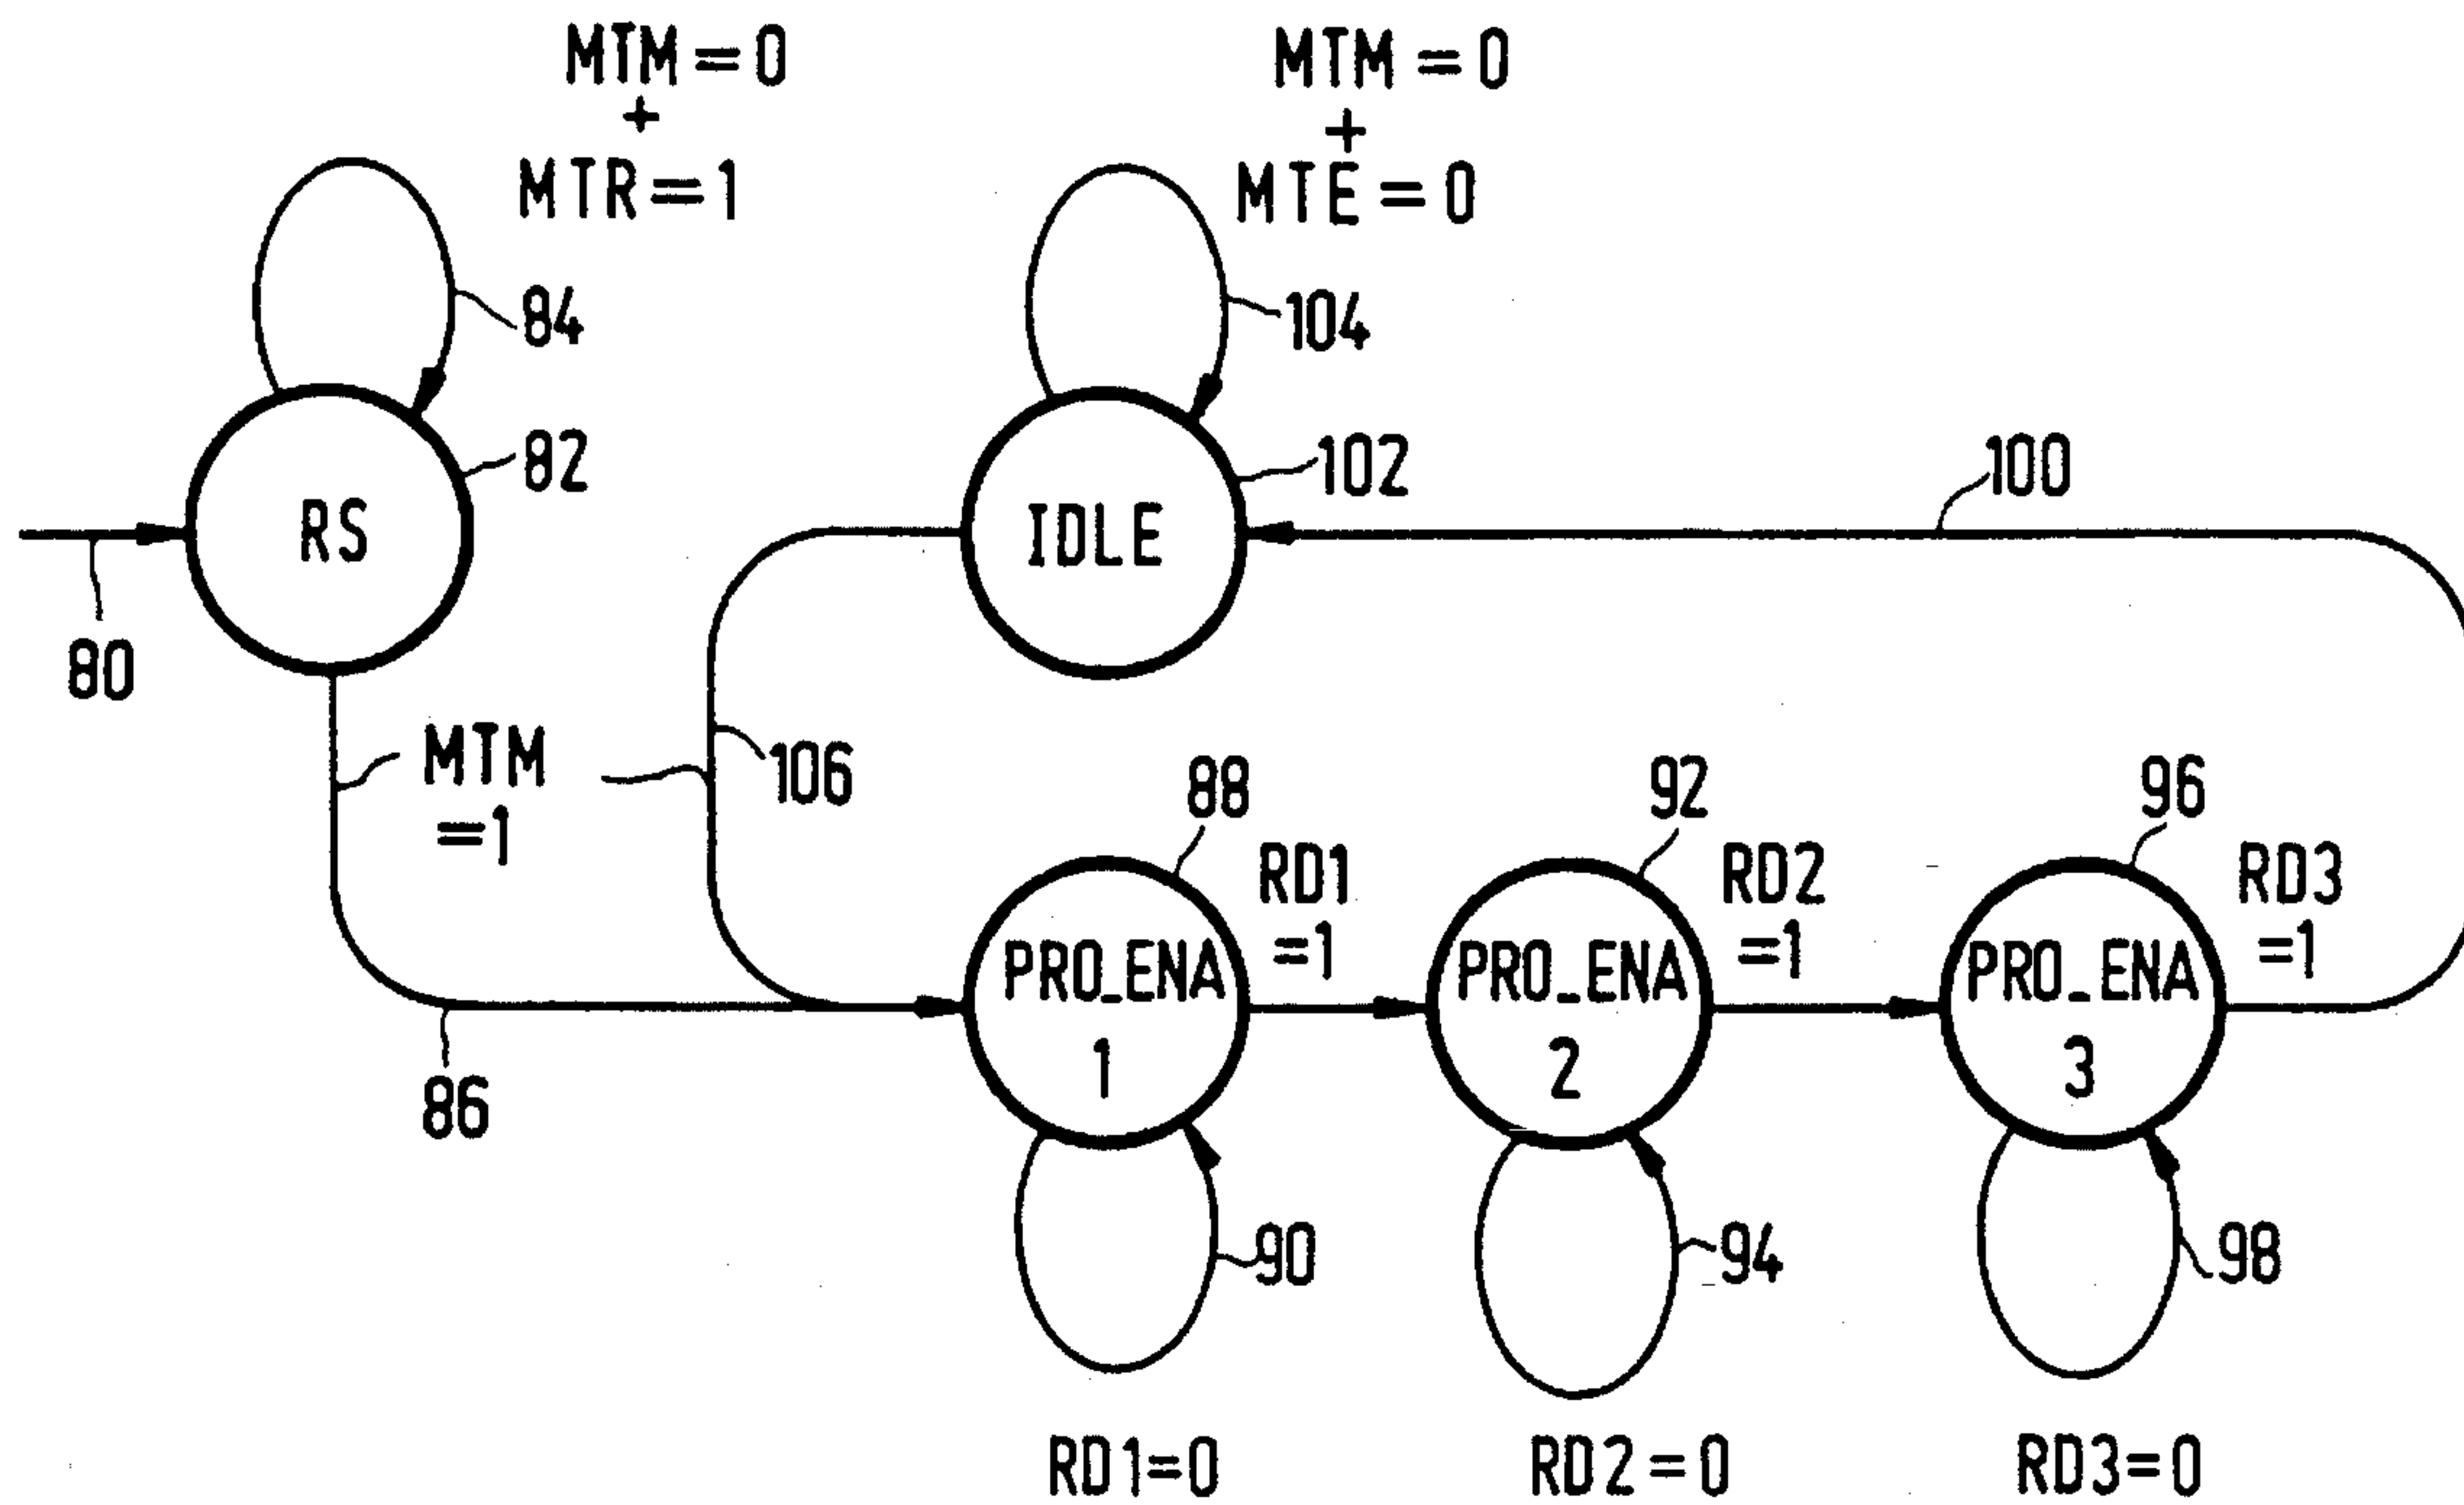 MTM=0
+
MTR=1
MTM=0
+
MTE=0
84
104
82
102
100
RS
IDLE
80
MTM
=1
106
88
92
96
RD1
=1
RD2
=1
RD3
=1
PRO_ENA
1
PRO_ENA
2
PRO_ENA
3
86
90
94
98
RD1=0
RD2=0
RD3=0